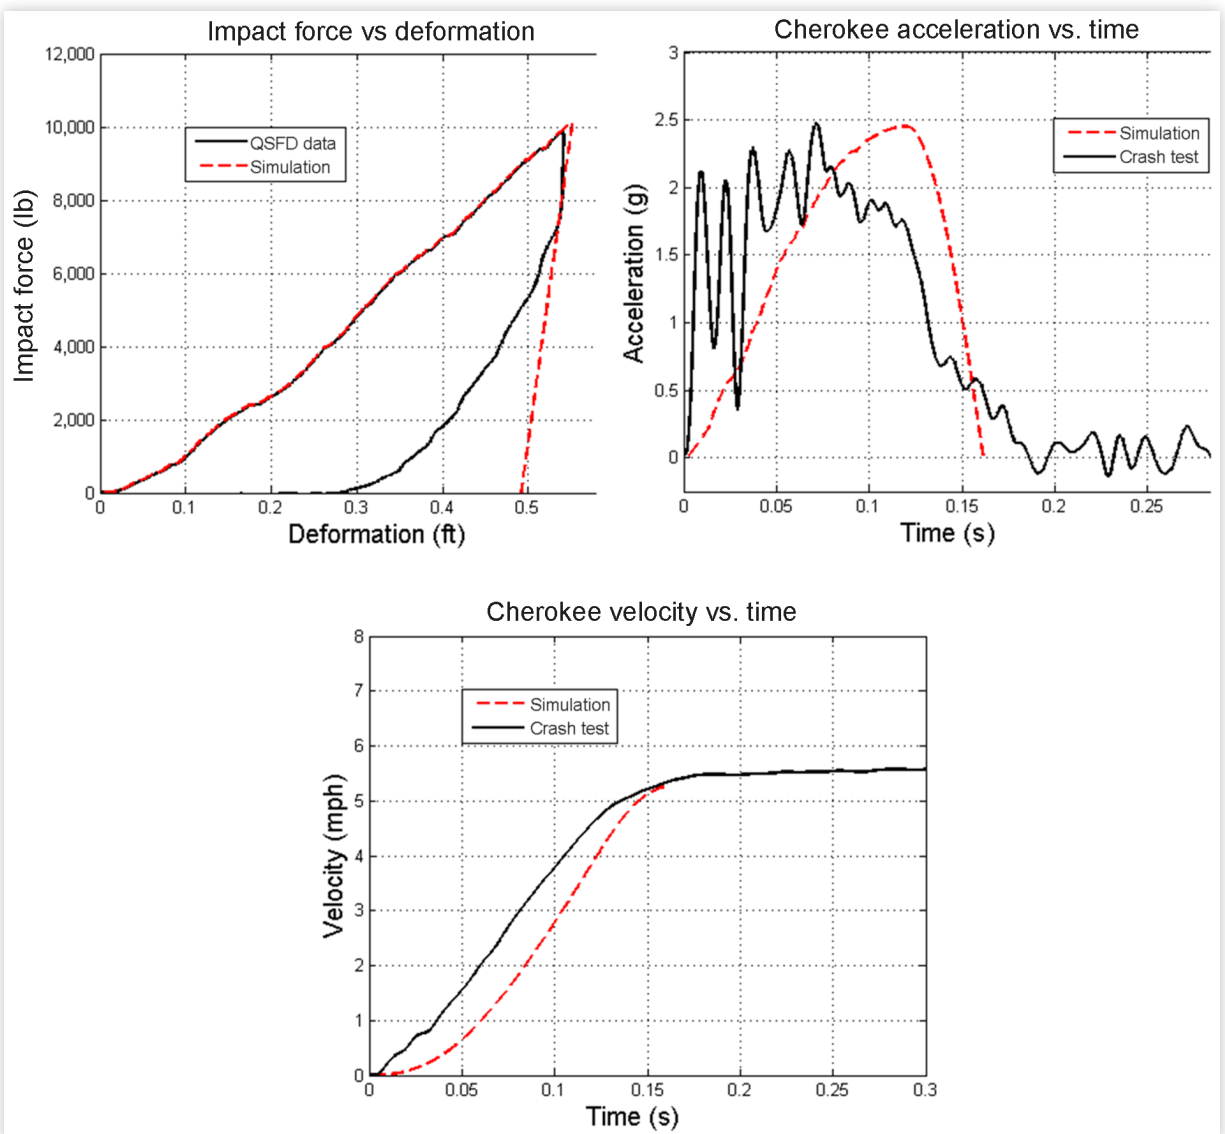 Impact force vs deformation
12,000
10,000
8,000
6,000
4,000
2,000
0
Impact force (lb)
QSFD data
Simulation
0 0.1 0.2 0.3 0.4 0.5
Deformation (ft)
Cherokee acceleration vs. time
3
2.5
2
1.5
1
0.5
0
Acceleration (g)
Simulation
Crash test
0 0.05 0.1 0.15 0.2 0.25
Time (s)
Cherokee velocity vs. time
8
7
6
5
4
3
2
1
0
Velocity (mph)
Simulation
Crash test
0 0.05 0.1 0.15 0.2 0.25 0.3
Time (s)